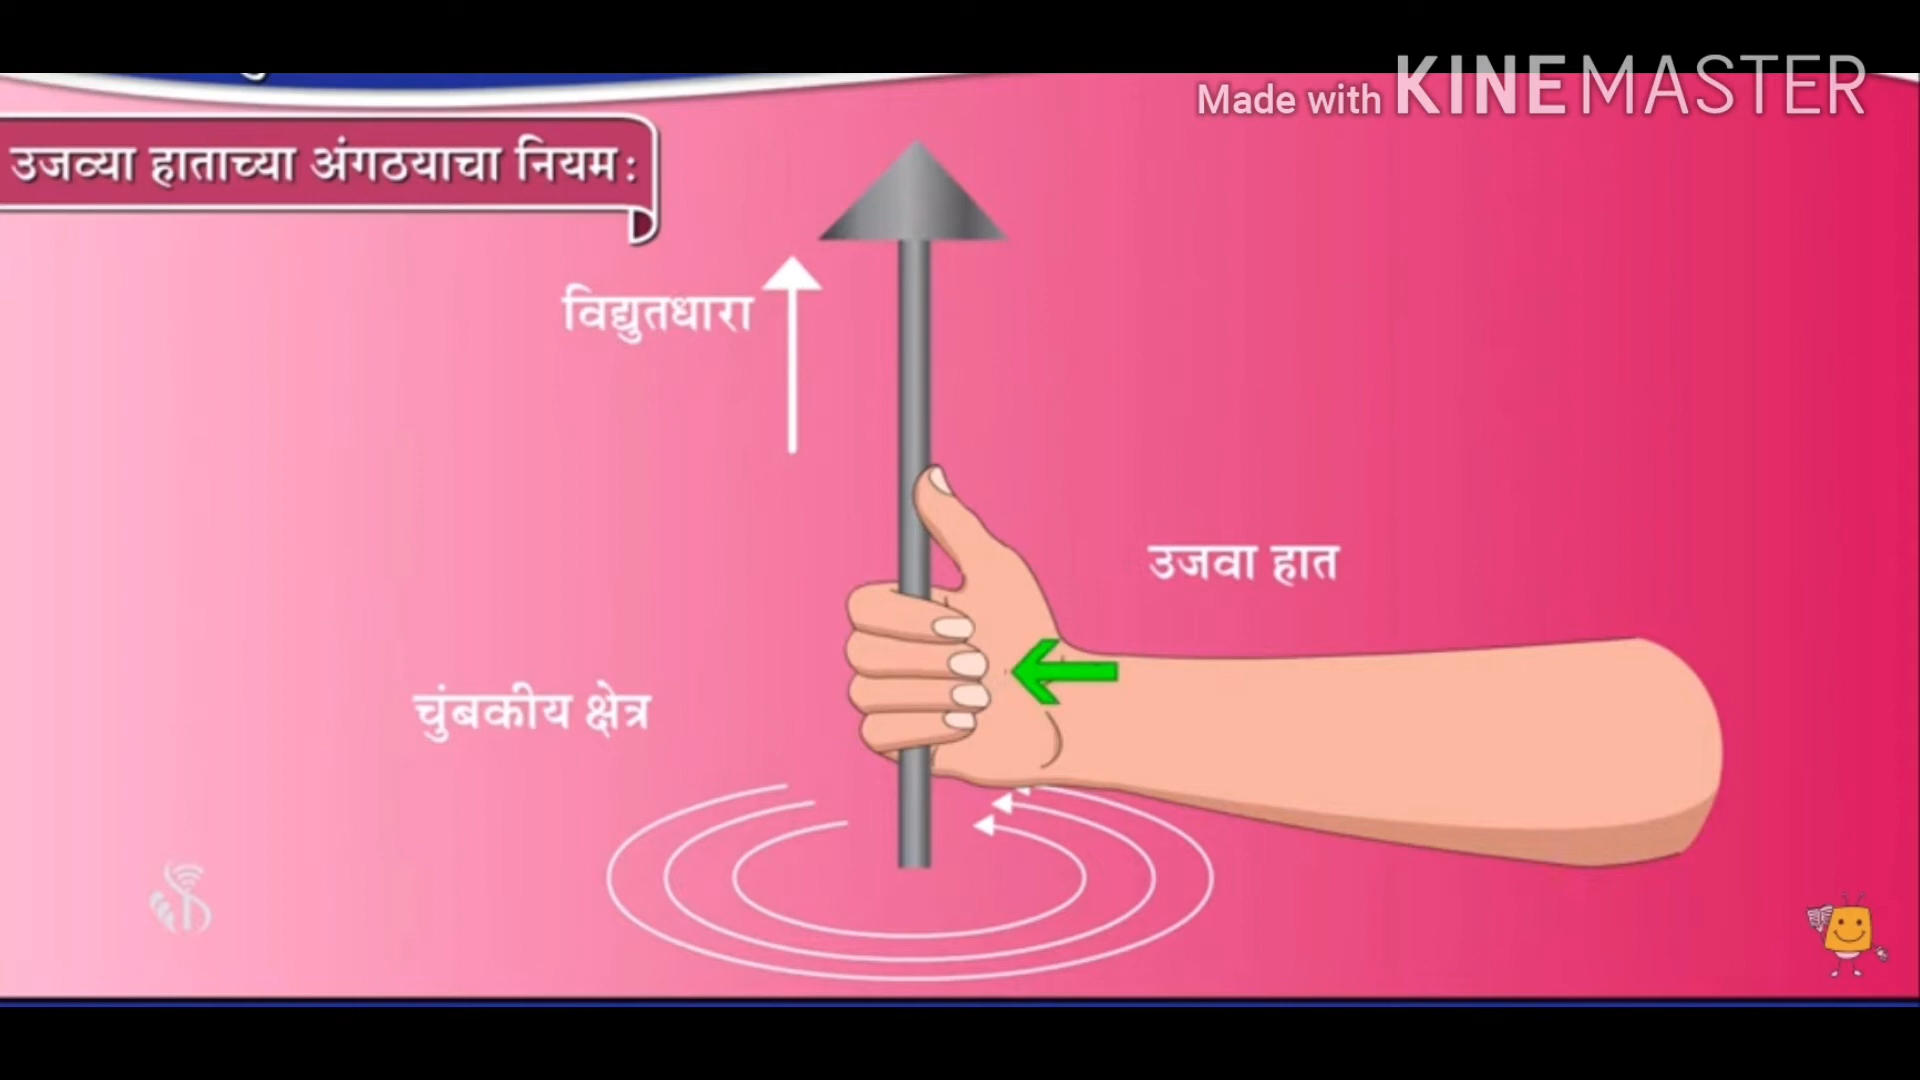 Made with KINEMASTER
उजव्या हाताच्या अंगठयाचा नियम:
विद्युतधारा
उजवा हात
चुंबकीय क्षेत्र